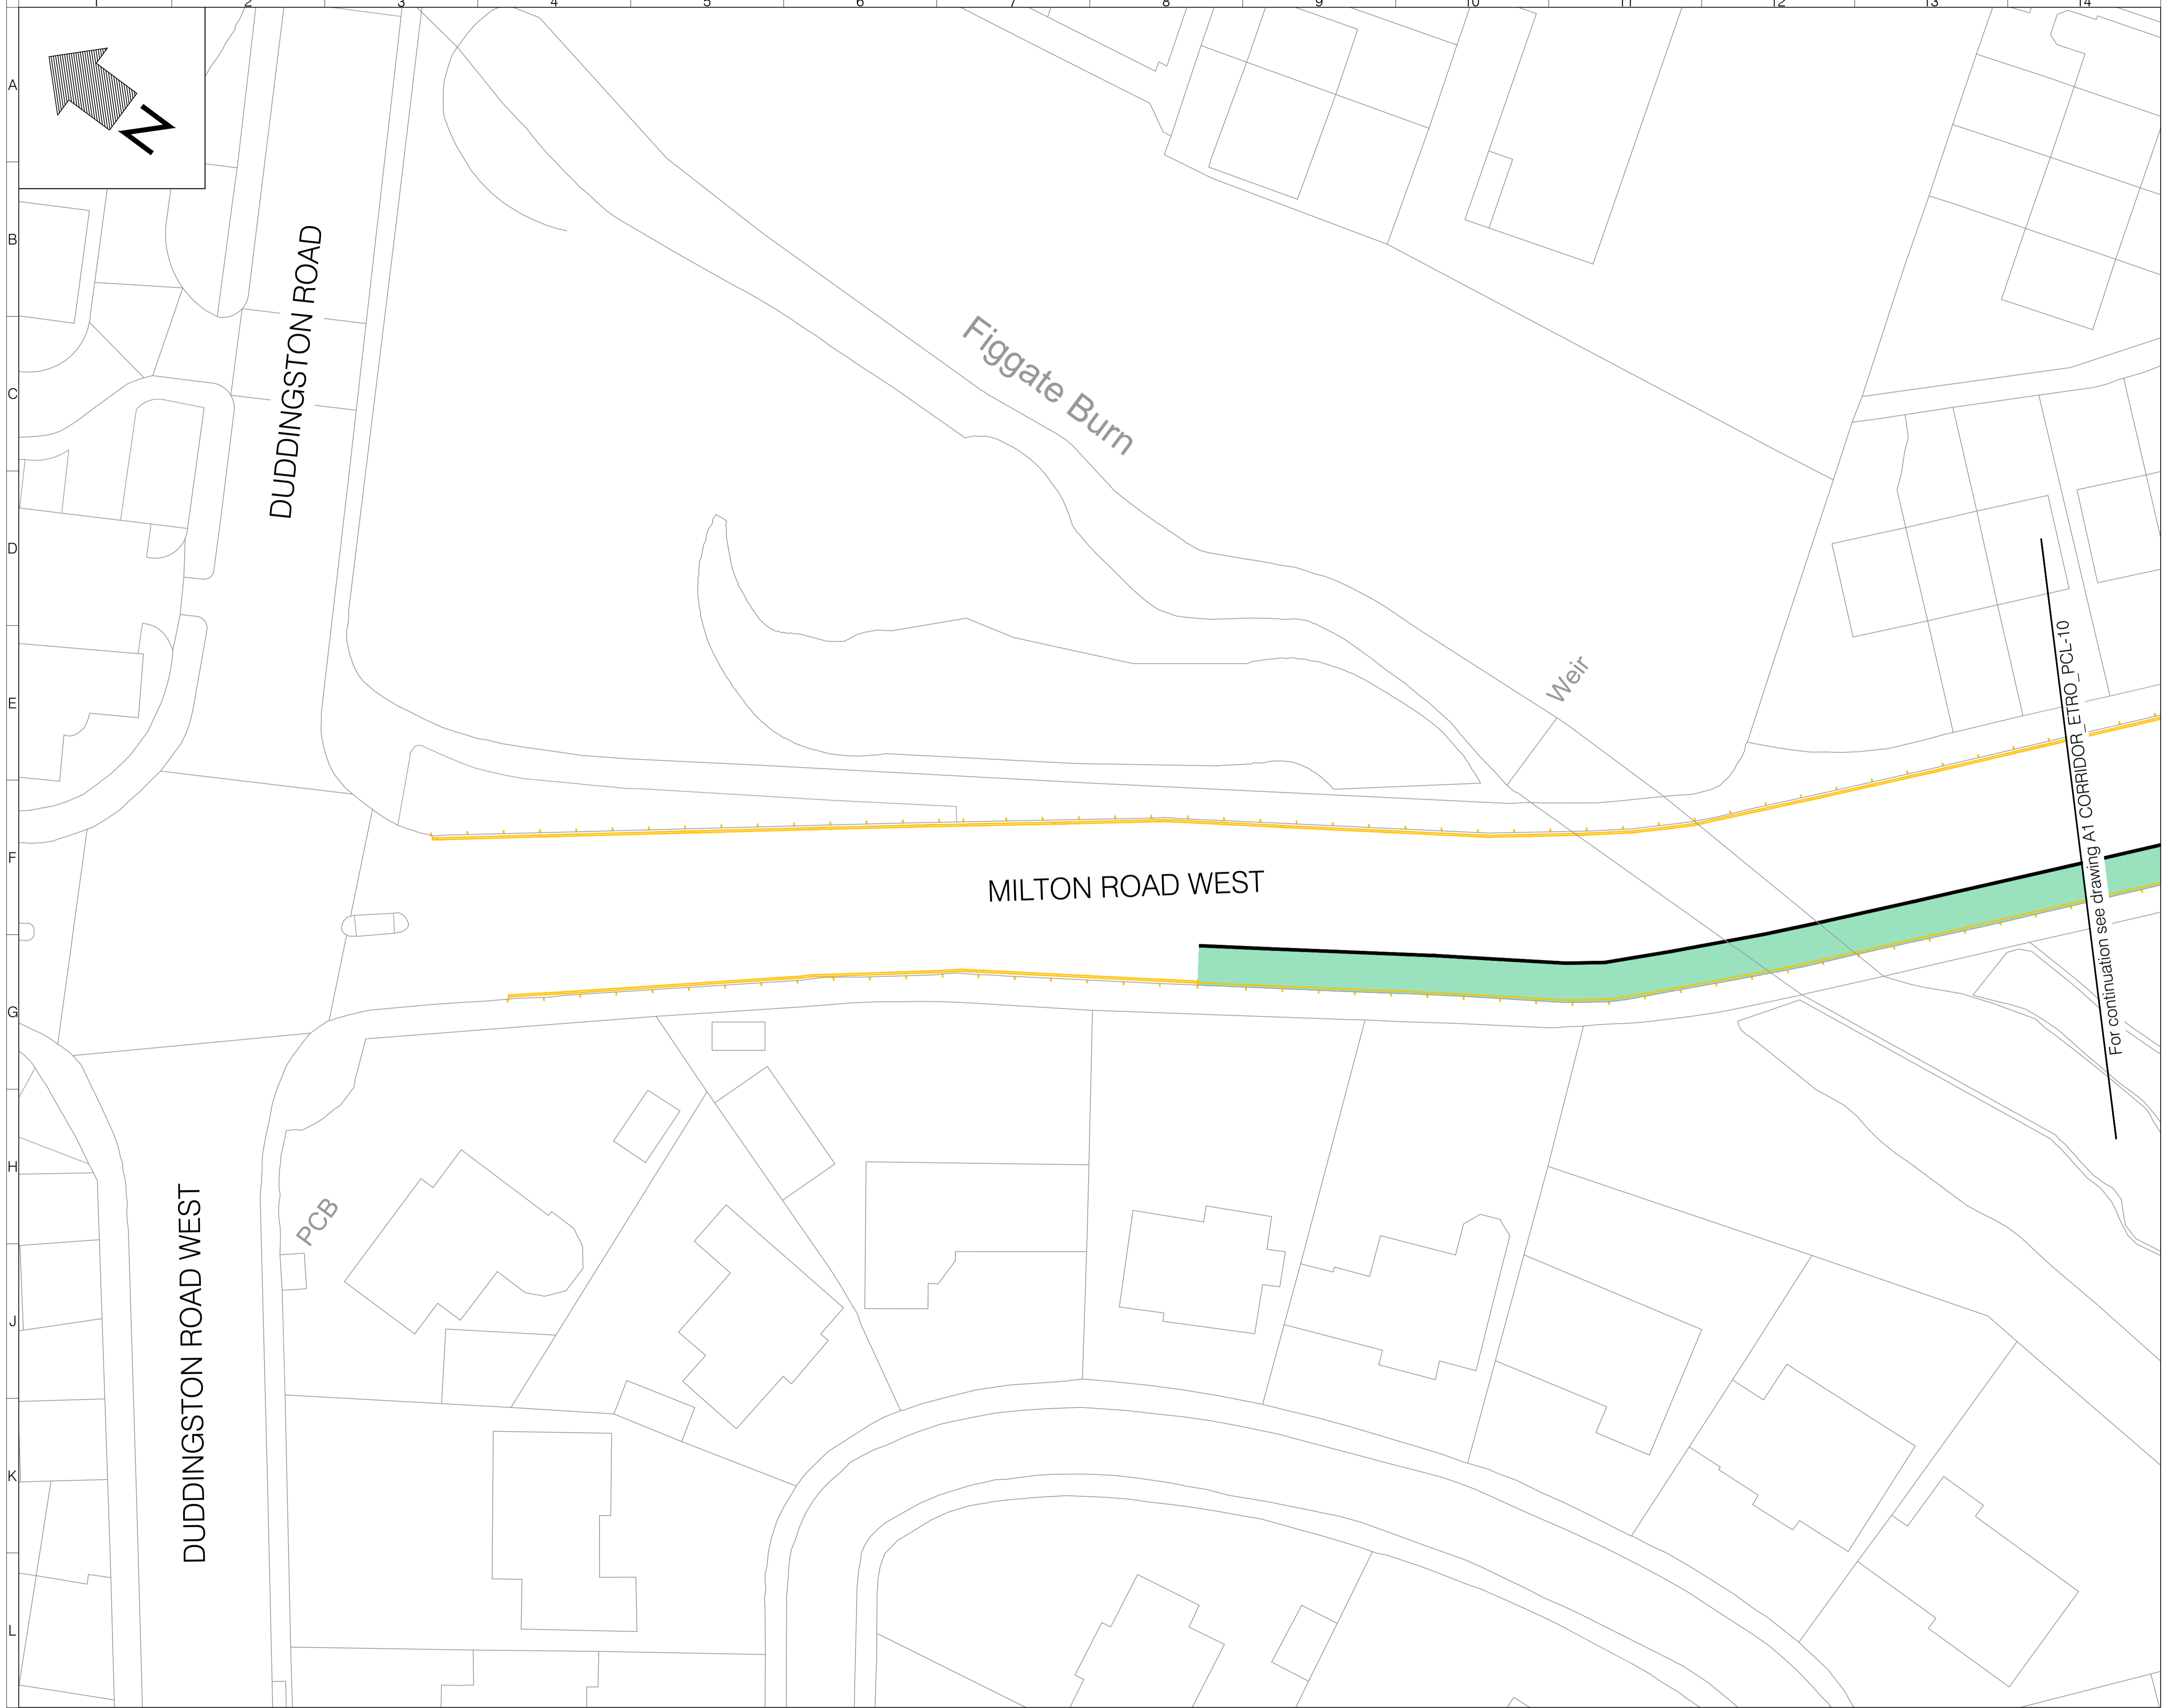 1 2 3 4 5 6 7 8 9 10 11 12 13 14
A
N
B
DUDDINGSTON ROAD
Figgate Burn
C
D
Weir
E
For continuation see drawing A1 CORRIDOR_ETRO_PCL-10
F
MILTON ROAD WEST
G
H
PCB
DUDDINGSTON ROAD WEST
J
K
L